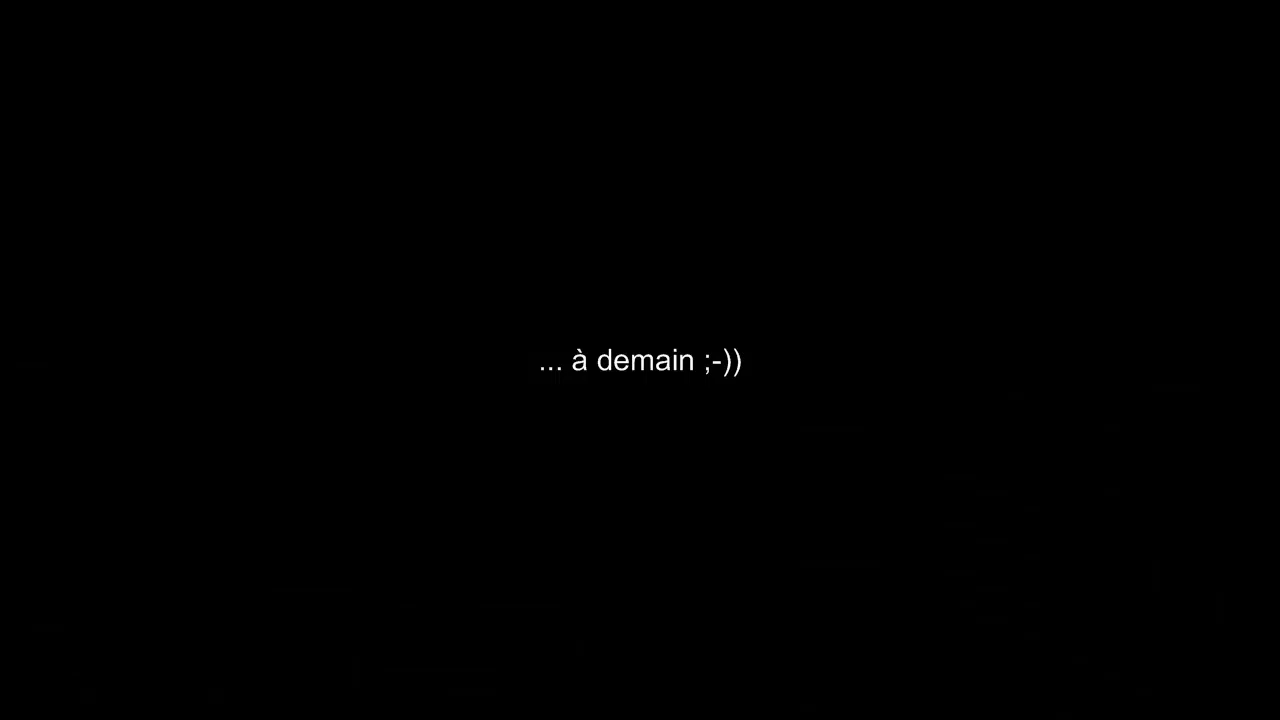 ... à demain ;-))